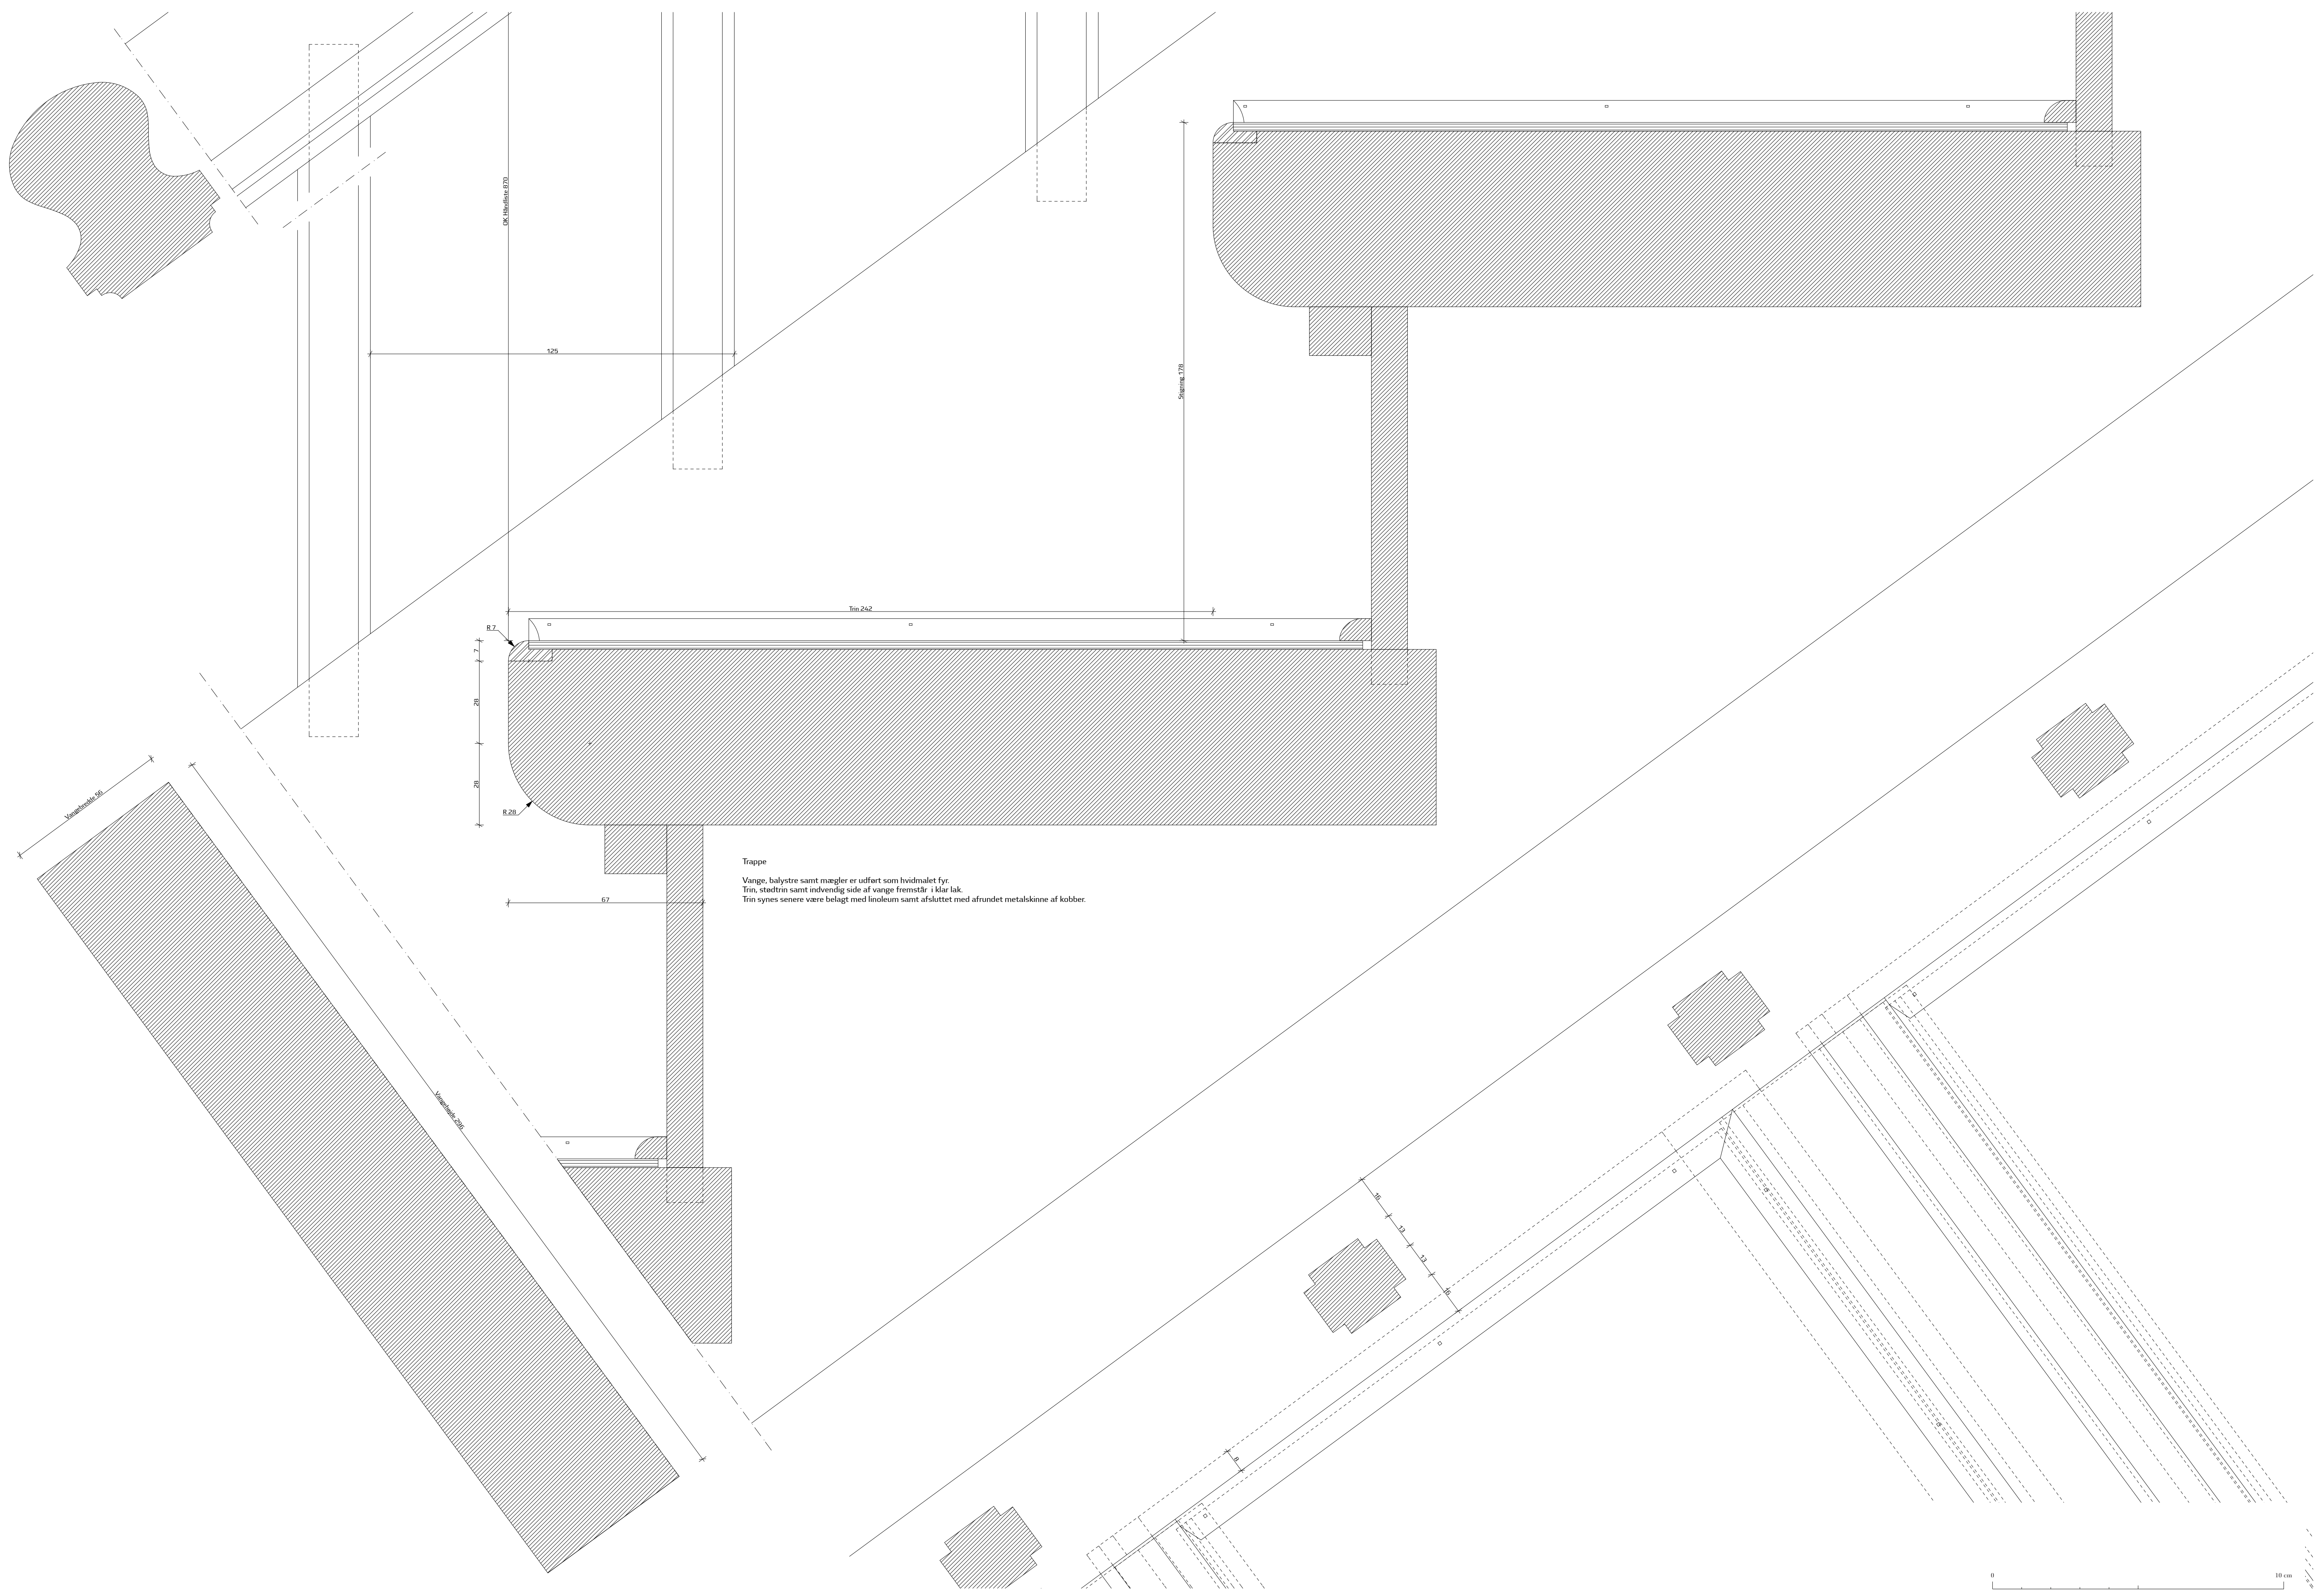 OK Håndliste 870
125
Stigning 178
Trin 242
R 7
7
28
28
R 28
Vangebredde 56
67
Trappe
Vange, balystre samt mægler er udført som hvidmalet fyr.
Trin, stødtrin samt indvendig side af vange fremstår i klar lak.
Trin synes senere være belagt med linoleum samt afsluttet med afrundet metalskinne af kobber.
Vangehøjde 296
16
13
13
16
8
0
10 cm